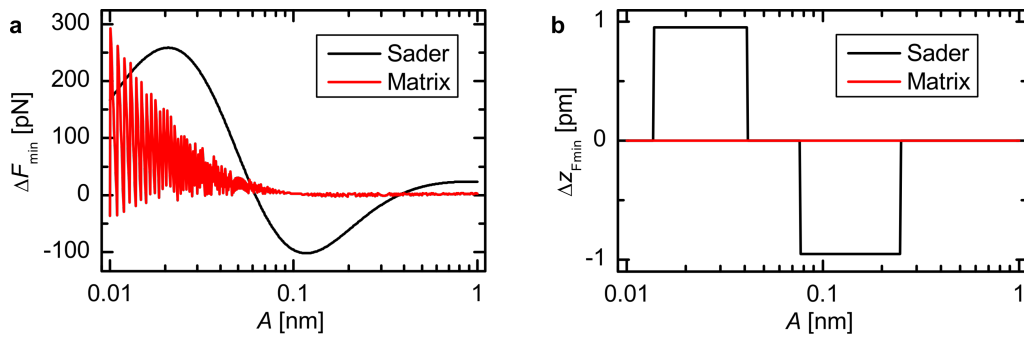 a
ΔF_min [pN]
300
200
100
0
-100
0.01
0.1
1
A [nm]
Sader
Matrix
b
Δz_Fmin [pm]
1
0
-1
0.01
0.1
1
A [nm]
Sader
Matrix